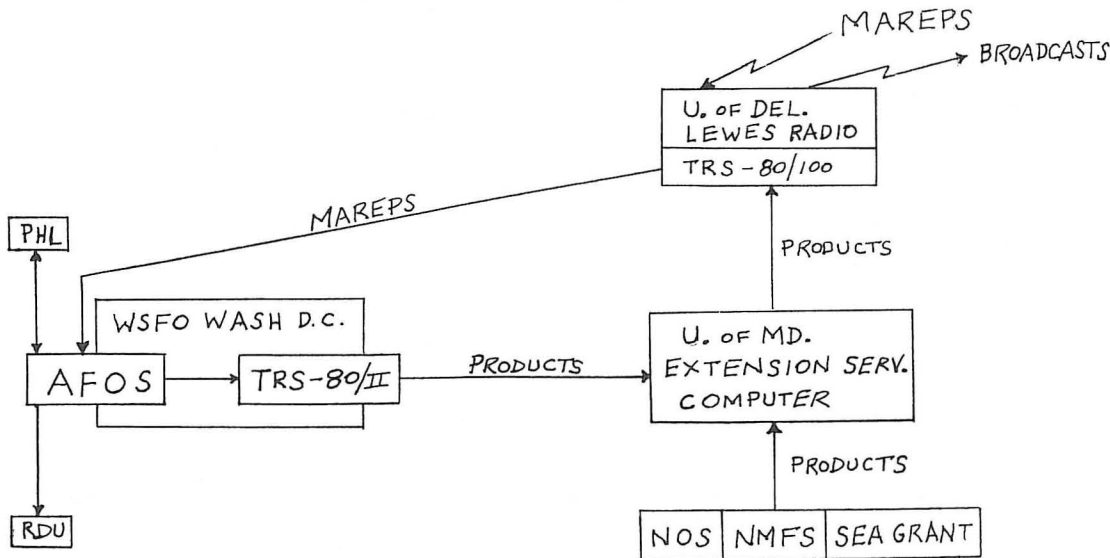 MAREPS
BROADCASTS
U. OF DEL.
LEWES RADIO
TRS-80/100
MAREPS
PHL
PRODUCTS
WSFO WASH D.C.
U. OF MD.
EXTENSION SERV.
COMPUTER
AFOS
TRS-80/II
PRODUCTS
PRODUCTS
RDU
NOS NMFS SEA GRANT